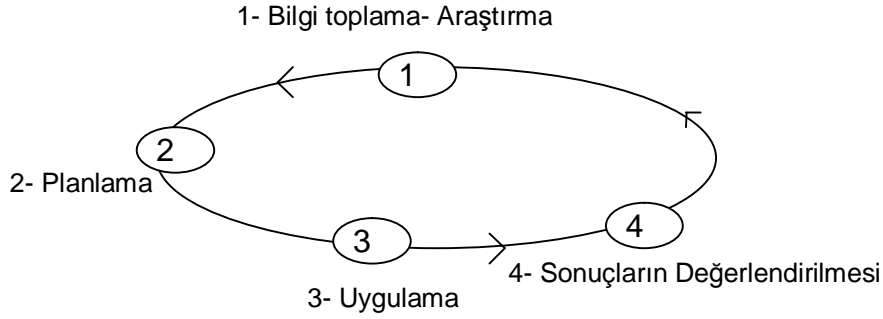 1- Bilgi toplama- Araştırma
1
2
2- Planlama
3
4
4- Sonuçların Değerlendirilmesi
3- Uygulama